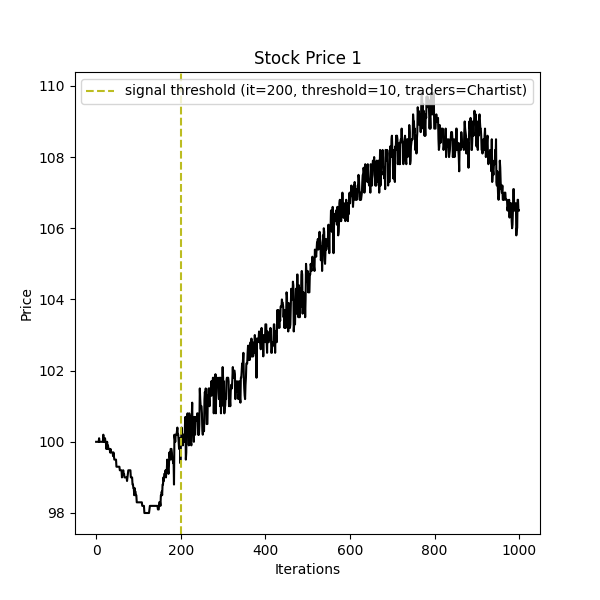 Stock Price 1
signal threshold (it=200, threshold=10, traders=Chartist)
110
108
106
104
102
100
98
Price
0 200 400 600 800 1000
Iterations